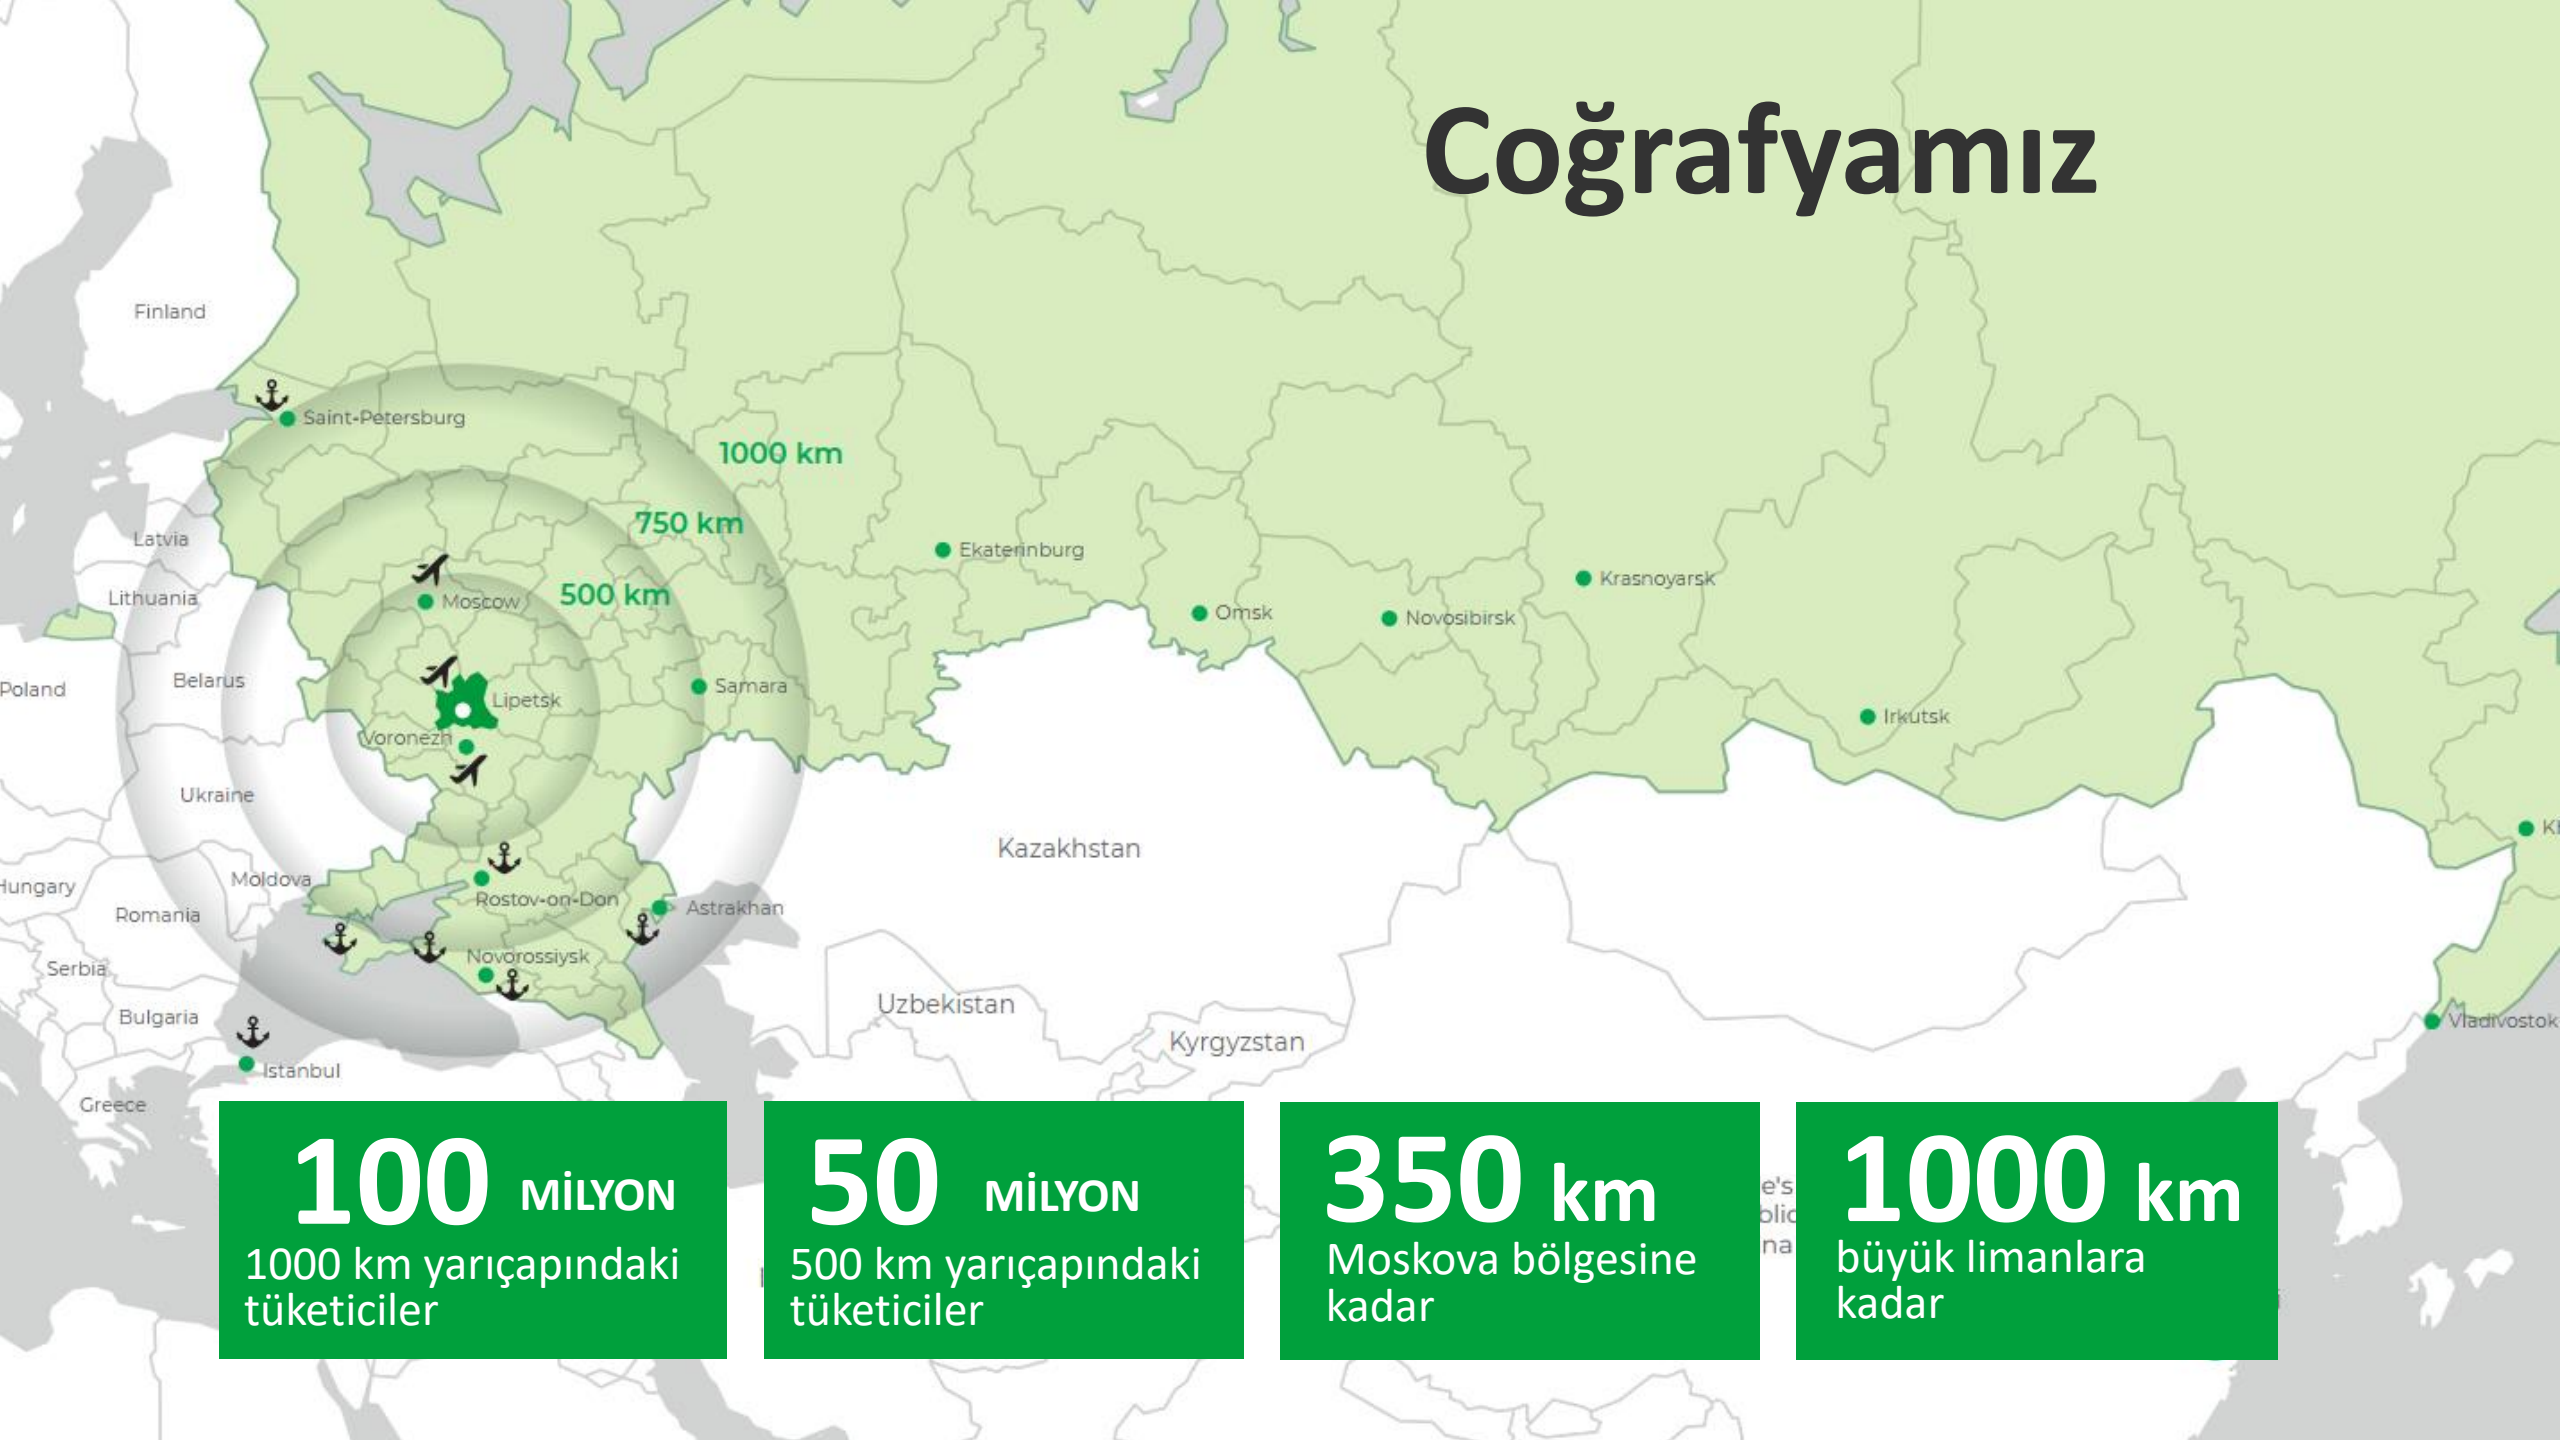 Coğrafyamız
Finland
Saint-Petersburg
1000 km
750 km
Latvia
Ekaterinburg
Krasnoyarsk
Lithuania
Moscow
500 km
Omsk
Novosibirsk
Poland
Belarus
Lipetsk
Samara
Irkutsk
Voronezh
Ukraine
Kazakhstan
Moldova
Hungary
Romania
Rostov-on-Don
Astrakhan
Novorossiysk
Serbia
Uzbekistan
Bulgaria
Kyrgyzstan
Vladivostok
Istanbul
Greece
100 MİLYON
1000 km yarıçapındaki
tüketiciler
50 MİLYON
500 km yarıçapındaki
tüketiciler
350 km
Moskova bölgesine
kadar
1000 km
büyük limanlara
kadar